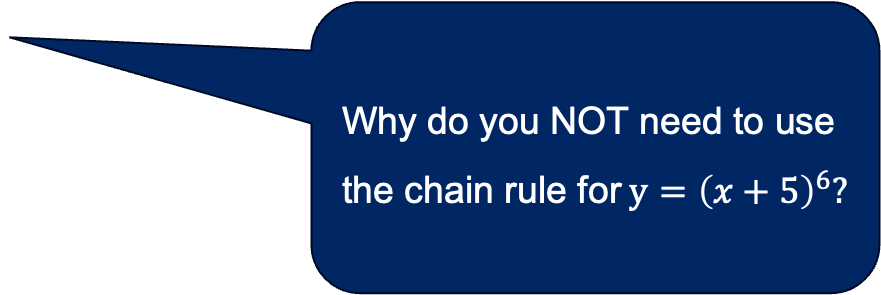 Why do you NOT need to use
the chain rule for y = (x + 5)⁶?